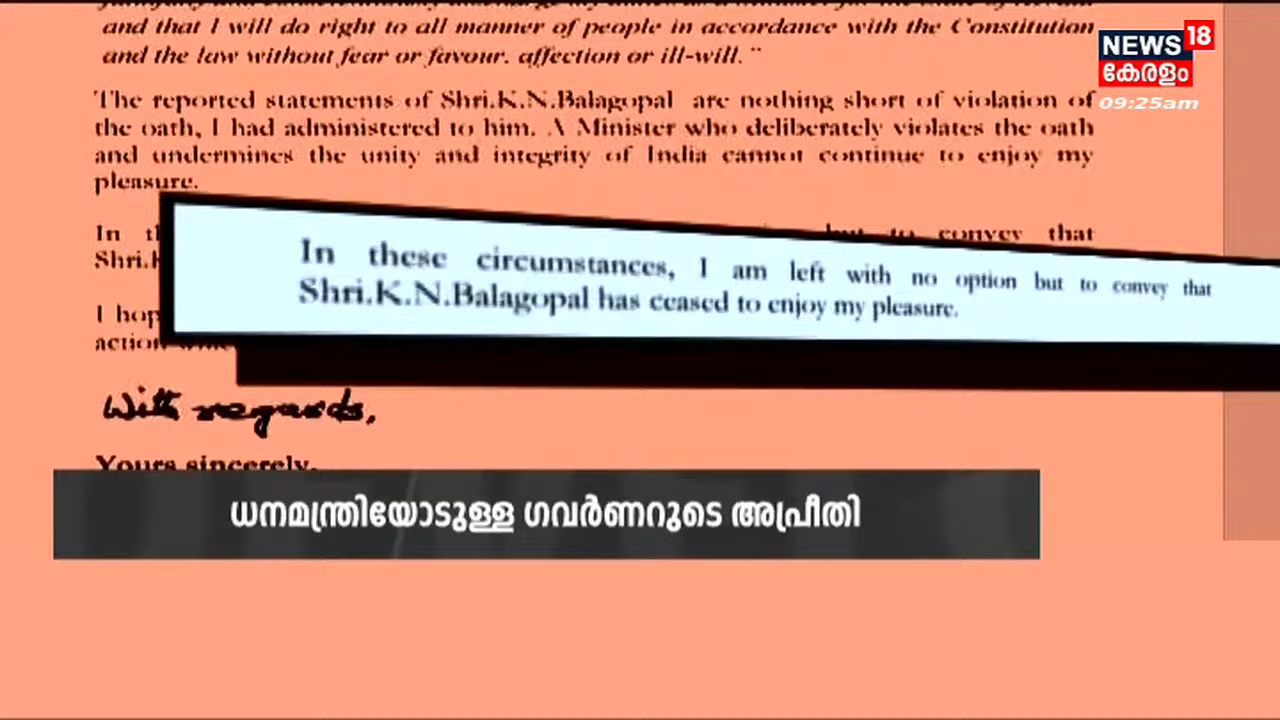 and that I will do right to all manner of people in accordance with the Constitution
and the law without fear or favour. affection or ill-will."
NEWS 18
കേരളം
09:25am
The reported statements of Shri.K.N.Balagopal are nothing short of violation of
the oath, I had administered to him. A Minister who deliberately violates the oath
and undermines the unity and integrity of India cannot continue to enjoy my
pleasure.
but to convey that
In these circumstances, I am left with no option but to convey that
Shri.K.N.Balagopal has ceased to enjoy my pleasure.
With regards,
Yours sincerely,
ധനമന്ത്രിയോടുള്ള ഗവർണറുടെ അപ്രീതി